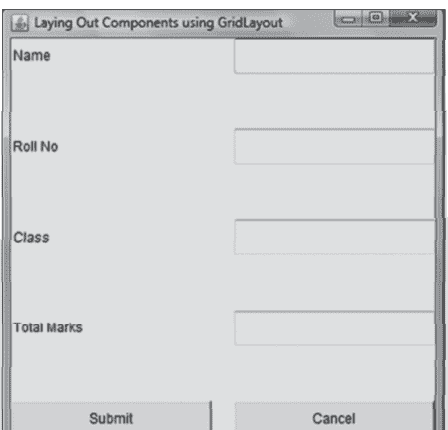 Laying Out Components using GridLayout
Name
Roll No
Class
Total Marks
Submit Cancel